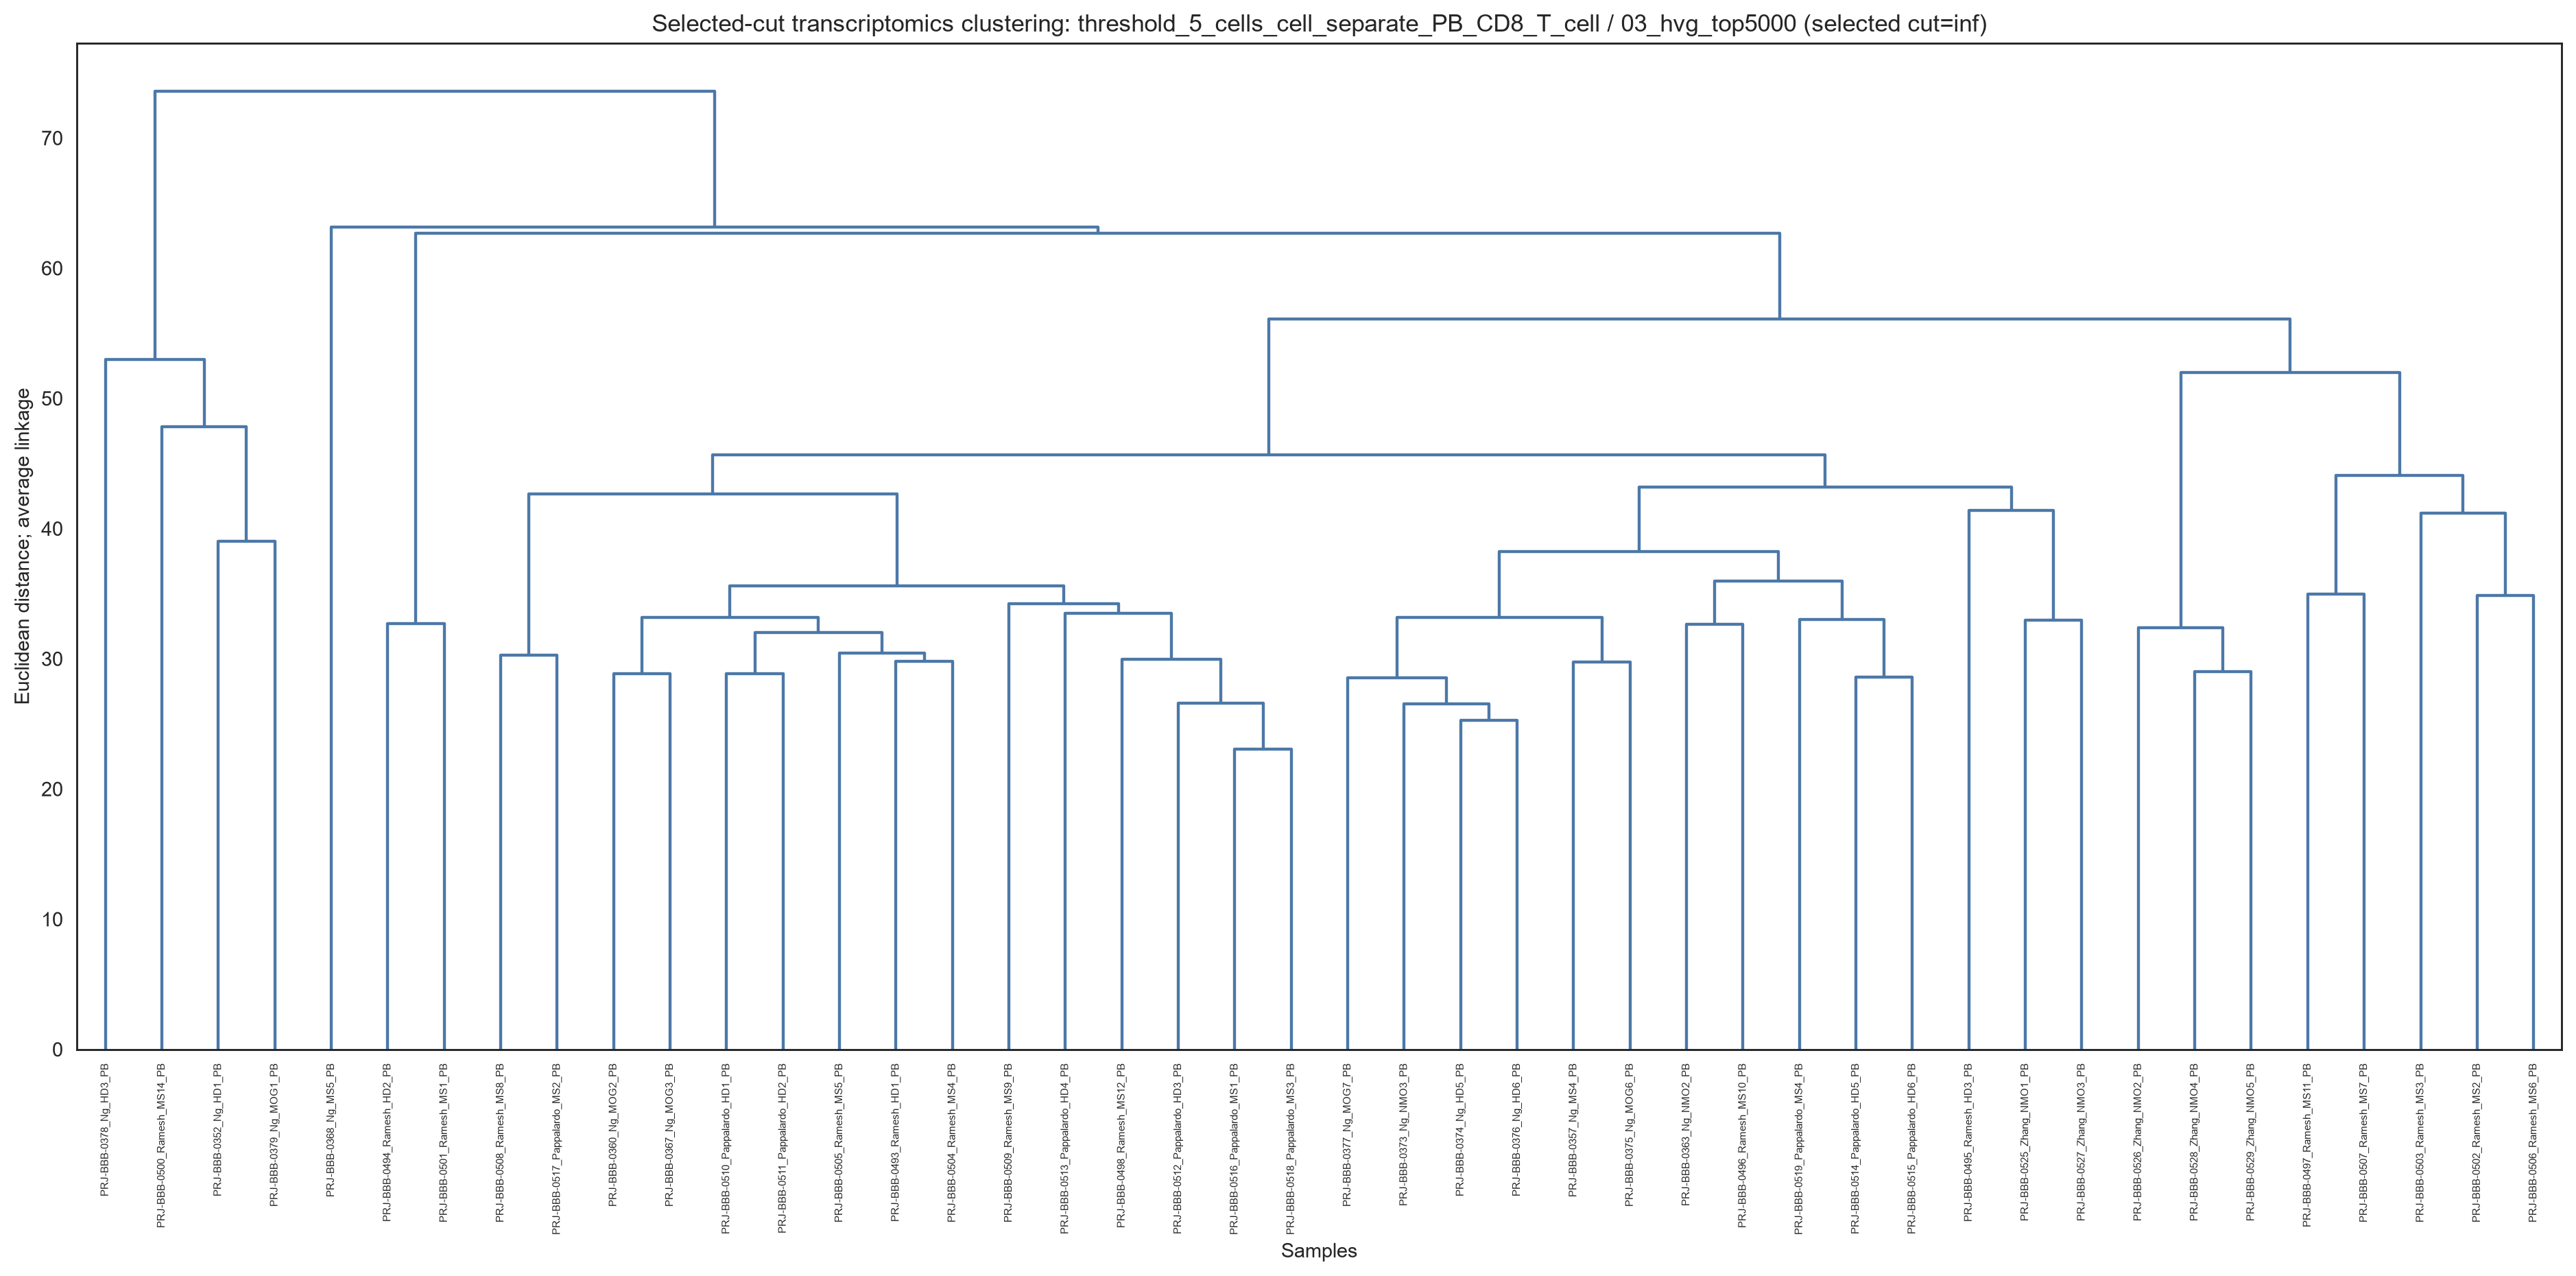 Selected-cut transcriptomics clustering: threshold_5_cells_cell_separate_PB_CD8_T_cell / 03_hvg_top5000 (selected cut=inf)
Euclidean distance; average linkage
70
60
50
40
30
20
10
0
PRJ-BBB-0378_Ng_HD3_PB
PRJ-BBB-0500_Ramesh_MS14_PB
PRJ-BBB-0352_Ng_HD1_PB
PRJ-BBB-0379_Ng_MOG1_PB
PRJ-BBB-0368_Ng_MS5_PB
PRJ-BBB-0494_Ramesh_HD2_PB
PRJ-BBB-0501_Ramesh_MS1_PB
PRJ-BBB-0508_Ramesh_MS8_PB
PRJ-BBB-0517_Pappalardo_MS2_PB
PRJ-BBB-0360_Ng_MOG2_PB
PRJ-BBB-0367_Ng_MOG3_PB
PRJ-BBB-0510_Pappalardo_HD1_PB
PRJ-BBB-0511_Pappalardo_HD2_PB
PRJ-BBB-0505_Ramesh_MS5_PB
PRJ-BBB-0493_Ramesh_HD1_PB
PRJ-BBB-0504_Ramesh_MS4_PB
PRJ-BBB-0509_Ramesh_MS9_PB
PRJ-BBB-0513_Pappalardo_HD4_PB
PRJ-BBB-0498_Ramesh_MS12_PB
PRJ-BBB-0512_Pappalardo_HD3_PB
PRJ-BBB-0516_Pappalardo_MS1_PB
PRJ-BBB-0518_Pappalardo_MS3_PB
PRJ-BBB-0377_Ng_MOG7_PB
PRJ-BBB-0373_Ng_NMO3_PB
PRJ-BBB-0374_Ng_HD5_PB
PRJ-BBB-0376_Ng_HD6_PB
PRJ-BBB-0357_Ng_MS4_PB
PRJ-BBB-0375_Ng_MOG6_PB
PRJ-BBB-0363_Ng_NMO2_PB
PRJ-BBB-0496_Ramesh_MS10_PB
PRJ-BBB-0519_Pappalardo_MS4_PB
PRJ-BBB-0514_Pappalardo_HD5_PB
PRJ-BBB-0515_Pappalardo_HD6_PB
PRJ-BBB-0495_Ramesh_HD3_PB
PRJ-BBB-0525_Zhang_NMO1_PB
PRJ-BBB-0527_Zhang_NMO3_PB
PRJ-BBB-0526_Zhang_NMO2_PB
PRJ-BBB-0528_Zhang_NMO4_PB
PRJ-BBB-0529_Zhang_NMO5_PB
PRJ-BBB-0497_Ramesh_MS11_PB
PRJ-BBB-0507_Ramesh_MS7_PB
PRJ-BBB-0503_Ramesh_MS3_PB
PRJ-BBB-0502_Ramesh_MS2_PB
PRJ-BBB-0506_Ramesh_MS6_PB
Samples